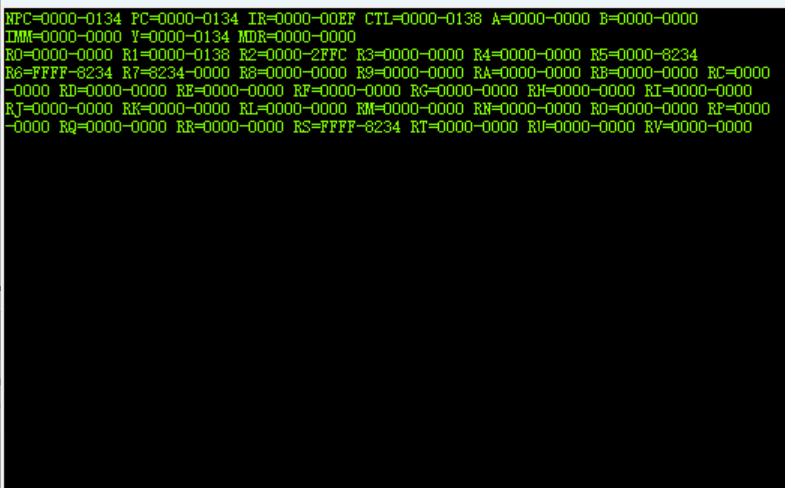 NPC=0000-0134 PC=0000-0134 IR=0000-00EF CTL=0000-0138 A=0000-0000 B=0000-0000
IMM=0000-0000 Y=0000-0134 MDR=0000-0000
R0=0000-0000 R1=0000-0138 R2=0000-2FFC R3=0000-0000 R4=0000-0000 R5=0000-8234
R6=FFFF-8234 R7=8234-0000 R8=0000-0000 R9=0000-0000 RA=0000-0000 RB=0000-0000 RC=0000
-0000 RD=0000-0000 RE=0000-0000 RF=0000-0000 RG=0000-0000 RH=0000-0000 RI=0000-0000
RJ=0000-0000 RK=0000-0000 RL=0000-0000 RM=0000-0000 RN=0000-0000 RO=0000-0000 RP=0000
-0000 RQ=0000-0000 RR=0000-0000 RS=FFFF-8234 RT=0000-0000 RU=0000-0000 RV=0000-0000